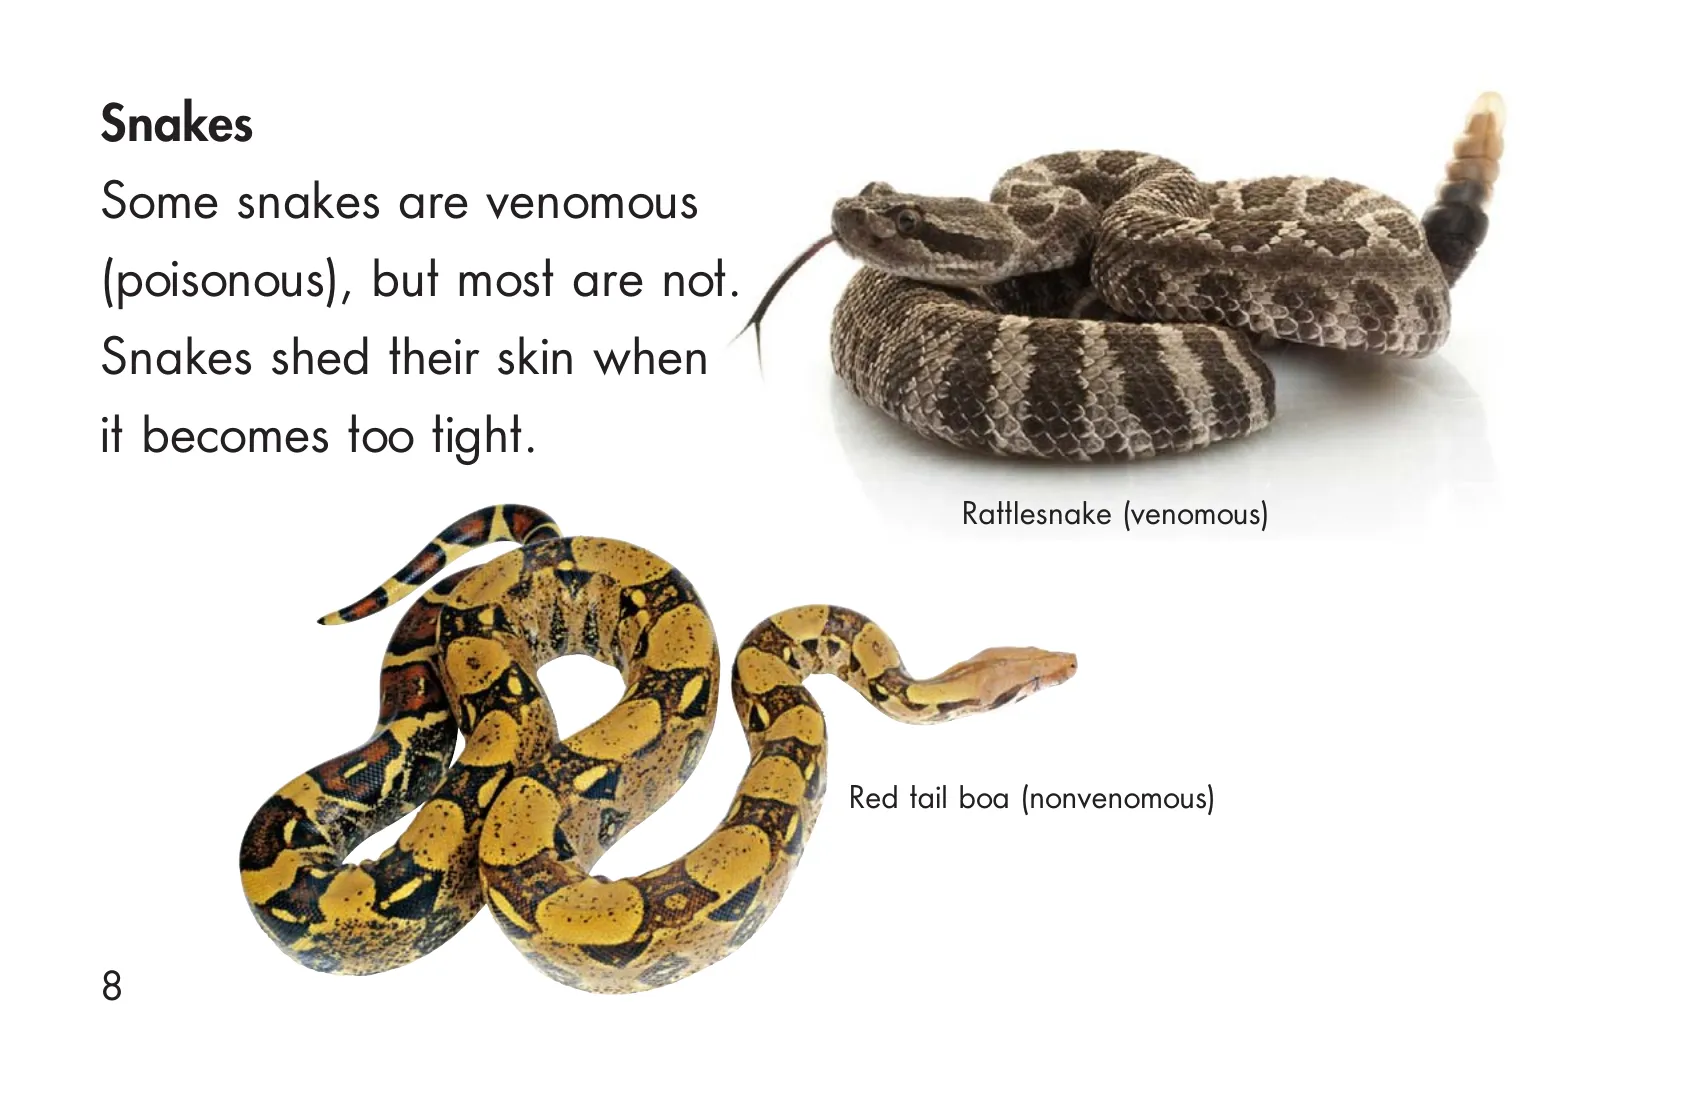 Snakes
Some snakes are venomous
(poisonous), but most are not.
Snakes shed their skin when
it becomes too tight.
Rattlesnake (venomous)
Red tail boa (nonvenomous)
8